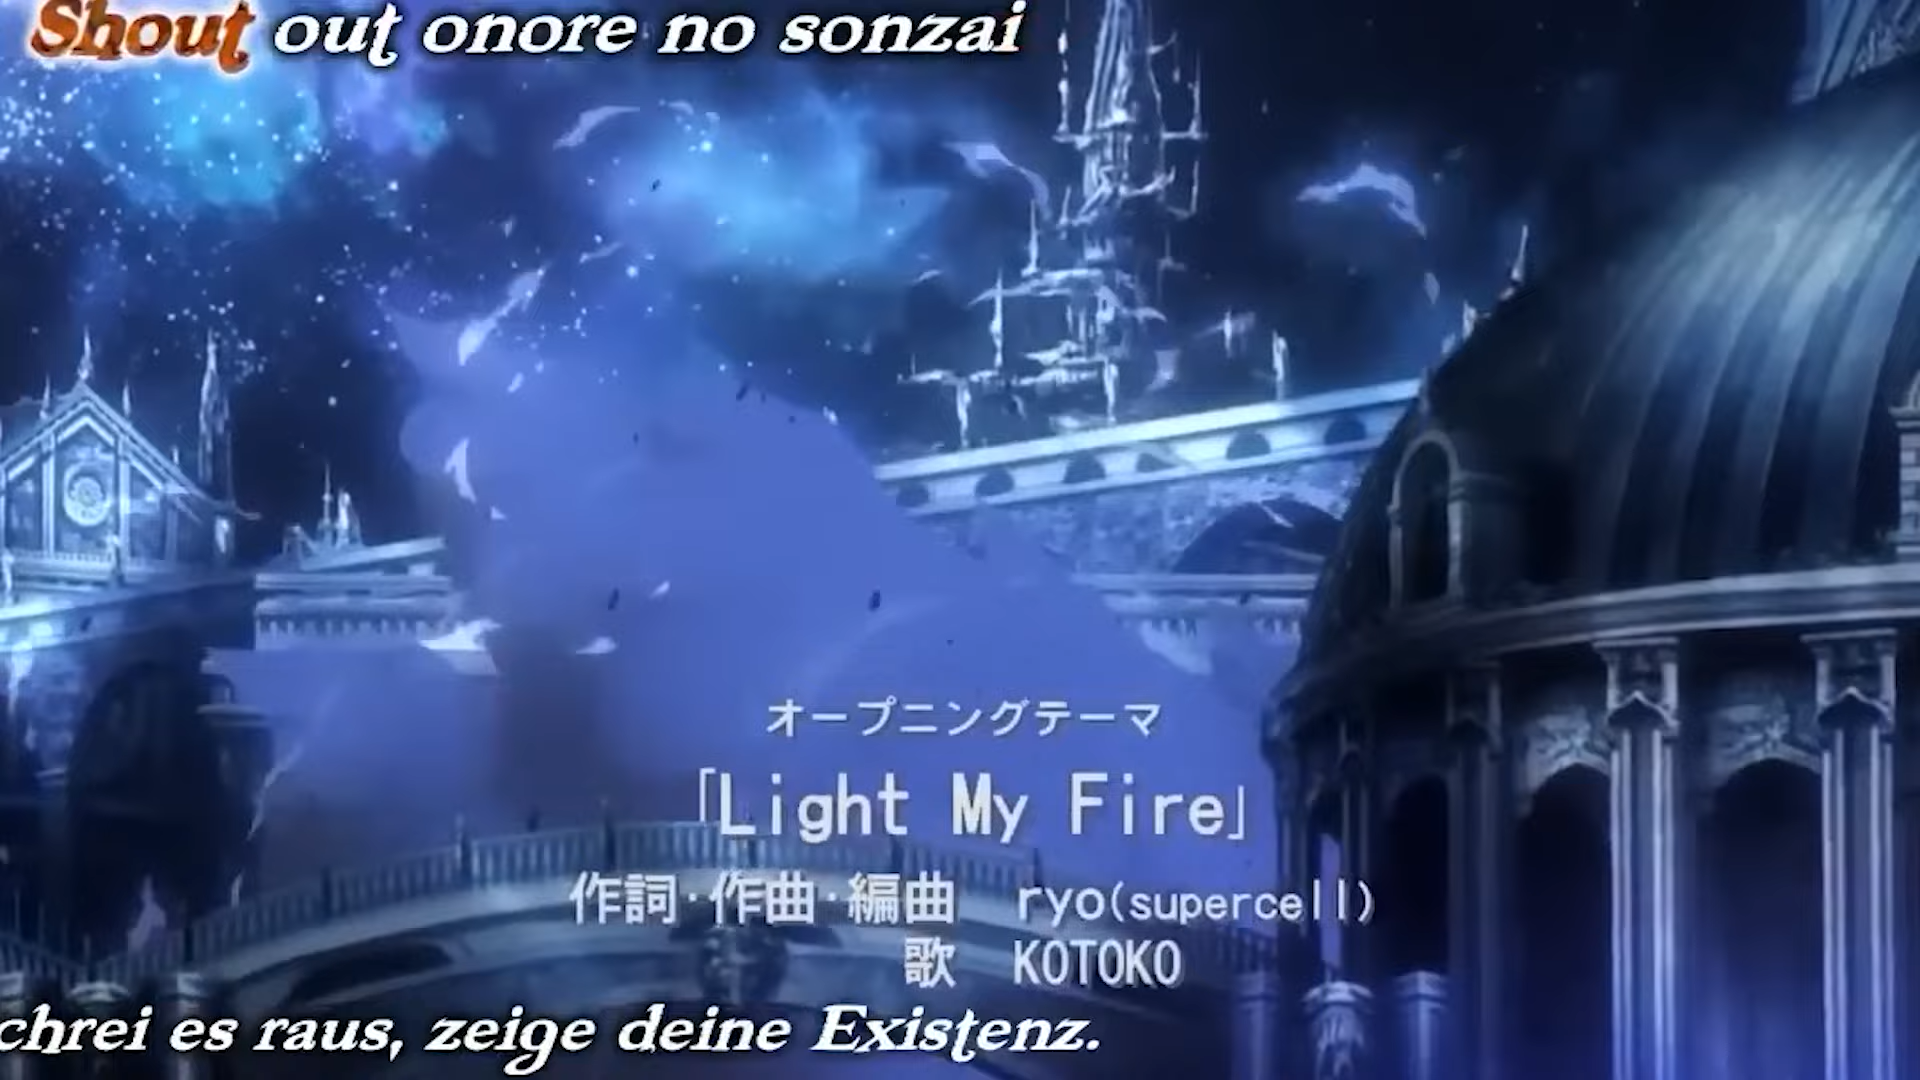 Shout out onore no sonzai
オープニングテーマ
「Light My Fire」
作詞・作曲・編曲　ryo(supercell)
歌　KOTOKO
chrei es raus, zeige deine Existenz.